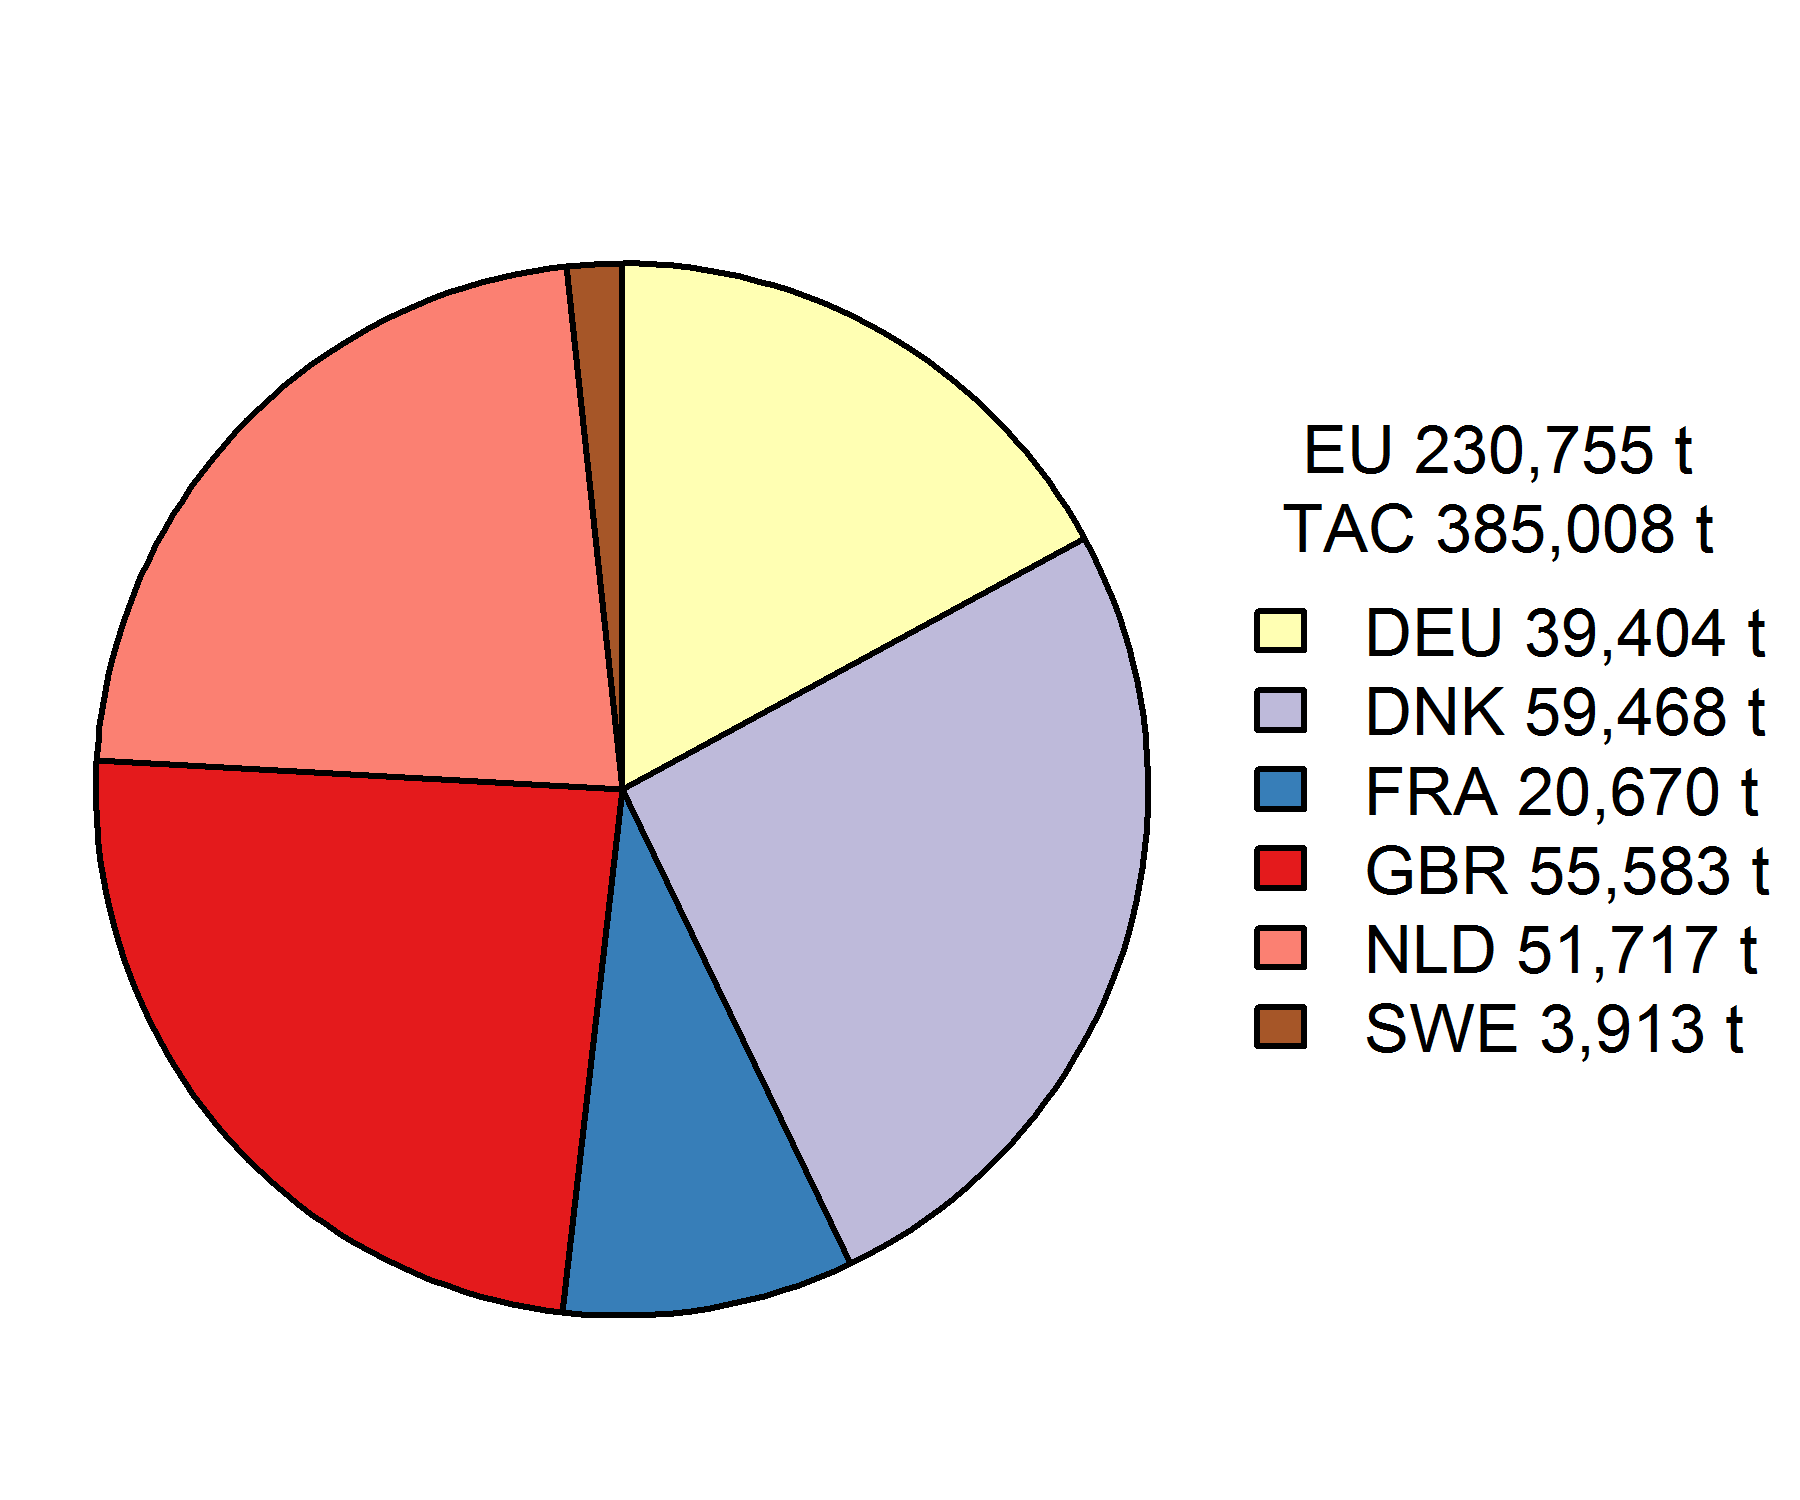 EU 230,755 t
TAC 385,008 t
DEU 39,404 t
DNK 59,468 t
FRA 20,670 t
GBR 55,583 t
NLD 51,717 t
SWE 3,913 t